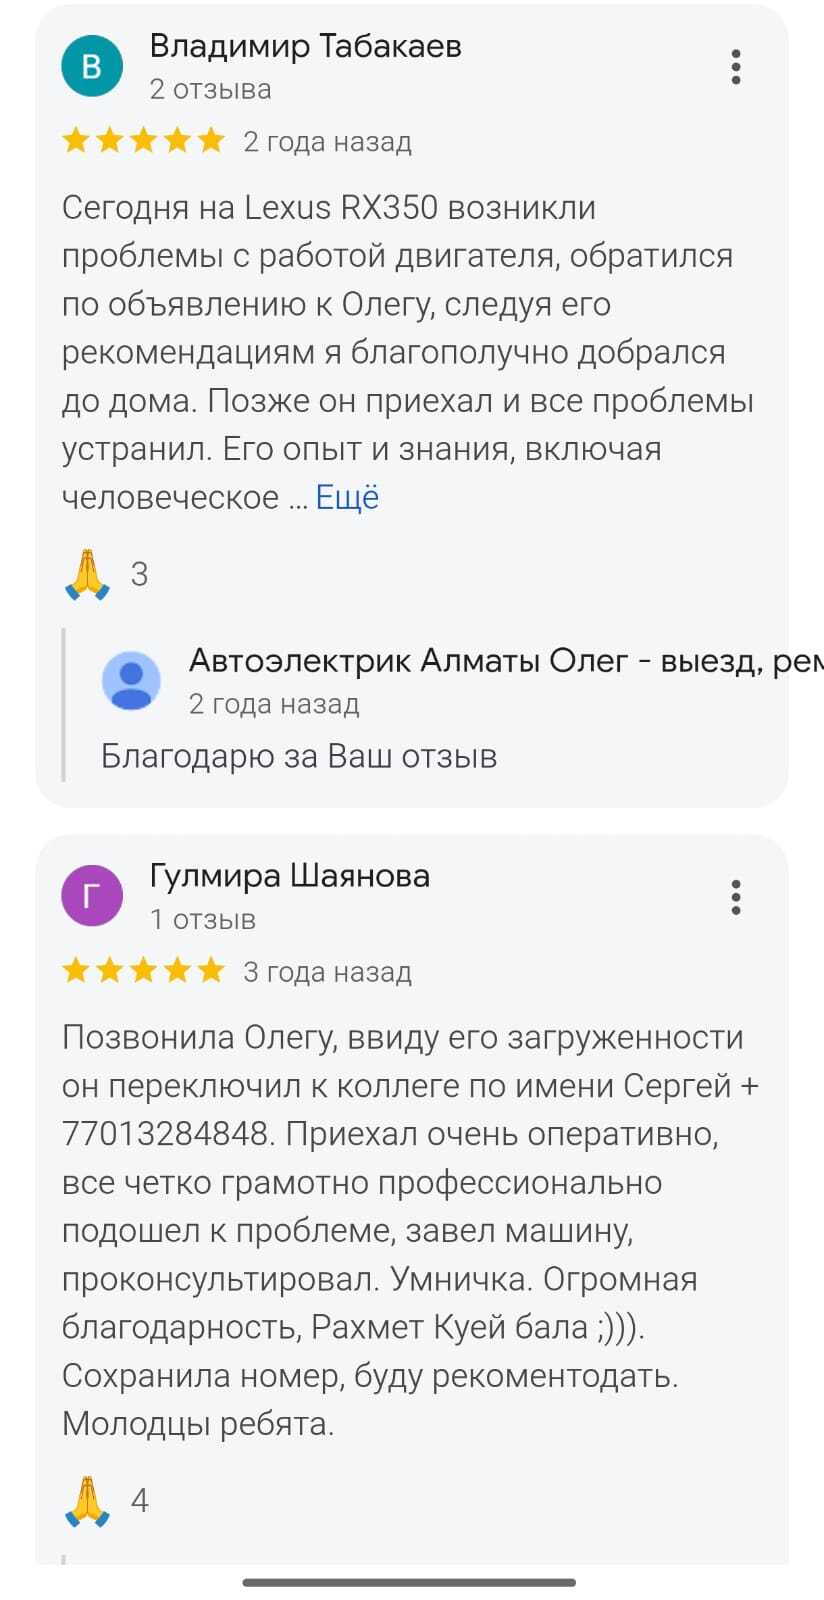 В
Владимир Табакаев
2 отзыва
2 года назад
Сегодня на Lexus RX350 возникли
проблемы с работой двигателя, обратился
по объявлению к Олегу, следуя его
рекомендациям я благополучно добрался
до дома. Позже он приехал и все проблемы
устранил. Его опыт и знания, включая
человеческое ... Ещё
3
Автоэлектрик Алматы Олег - выезд, рем
2 года назад
Благодарю за Ваш отзыв
Г
Гулмира Шаянова
1 отзыв
3 года назад
Позвонила Олегу, ввиду его загруженности
он переключил к коллеге по имени Сергей +
77013284848. Приехал очень оперативно,
все четко грамотно профессионально
подошел к проблеме, завел машину,
проконсультировал. Умничка. Огромная
благодарность, Рахмет Куей бала ;))).
Сохранила номер, буду рекоментодать.
Молодцы ребята.
4